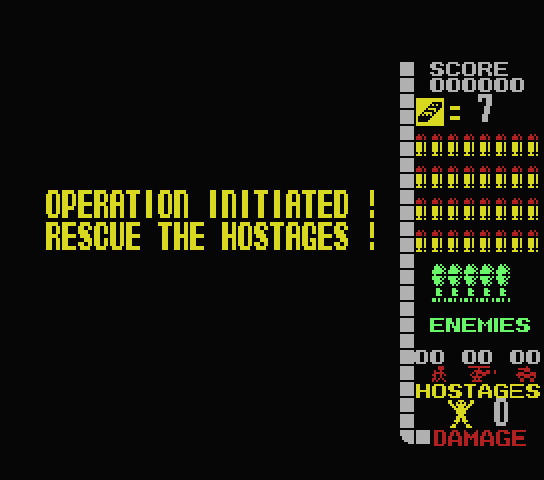 OPERATION INITIATED !
RESCUE THE HOSTAGES !
SCORE
000000
= 7
ENEMIES
00 00 00
HOSTAGES
0
DAMAGE